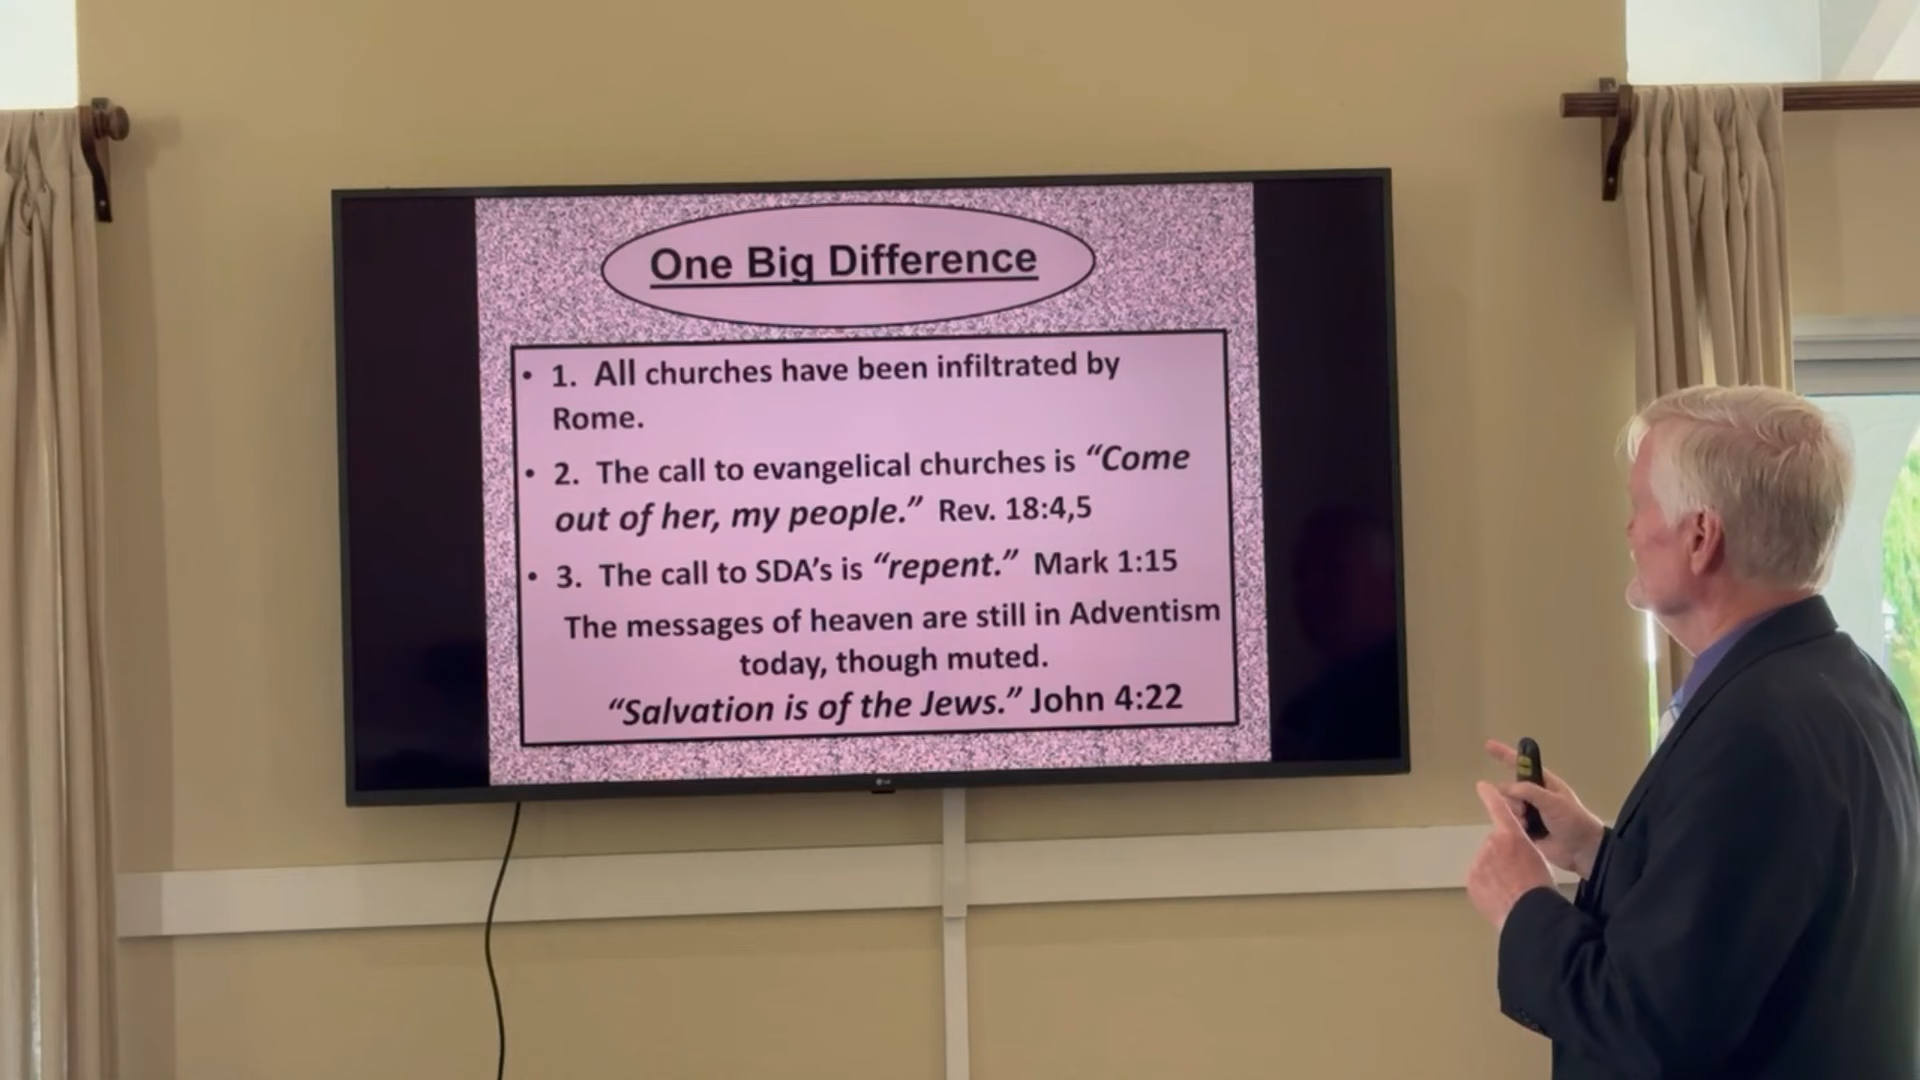 One Big Difference
• 1. All churches have been infiltrated by
Rome.
• 2. The call to evangelical churches is “Come
out of her, my people.” Rev. 18:4,5
• 3. The call to SDA’s is “repent.” Mark 1:15
The messages of heaven are still in Adventism
today, though muted.
“Salvation is of the Jews.” John 4:22
LG